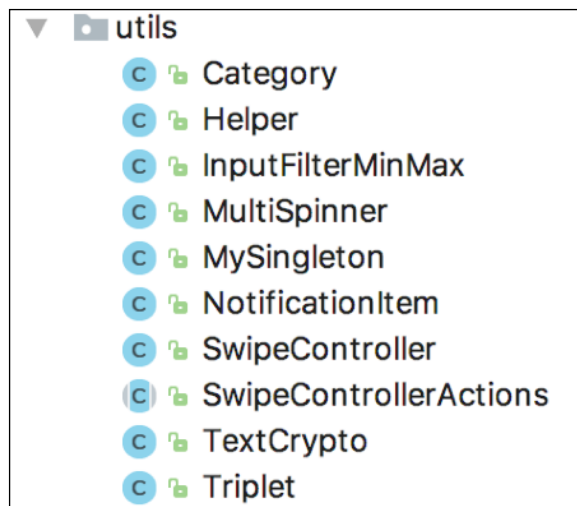 utils
C Category
C Helper
C InputFilterMinMax
C MultiSpinner
C MySingleton
C NotificationItem
C SwipeController
C SwipeControllerActions
C TextCrypto
C Triplet